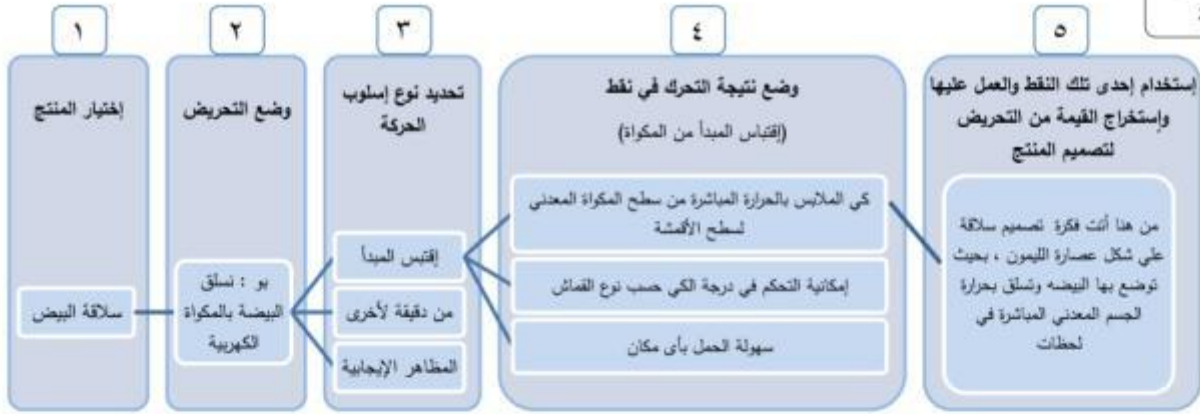 ١
٢
٣
٤
٥
إختيار المنتج
سلاقة البيض
وضع التحريض
بو : نسلق
البيضة بالمكواة
الكهربية
تحديد نوع إسلوب
الحركة
إقتبس المبدأ
من دقيقة لأخرى
المظاهر الإيجابية
وضع نتيجة التحرك في نقط
(إقتباس المبدأ من المكواة)
كي الملابس بالحرارة المباشرة من سطح المكواة المعدني
لسطح الأقمشة
إمكانية التحكم في درجة الكي حسب نوع القماش
سهولة الحمل بأى مكان
إستخدام إحدى تلك النقط والعمل عليها
وإستخراج القيمة من التحريض
لتصميم المنتج
من هنا أتت فكرة تصميم سلاقة
علي شكل عصارة الليمون ، بحيث
توضع بها البيضه وتسلق بحرارة
الجسم المعدني المباشرة في
لحظات